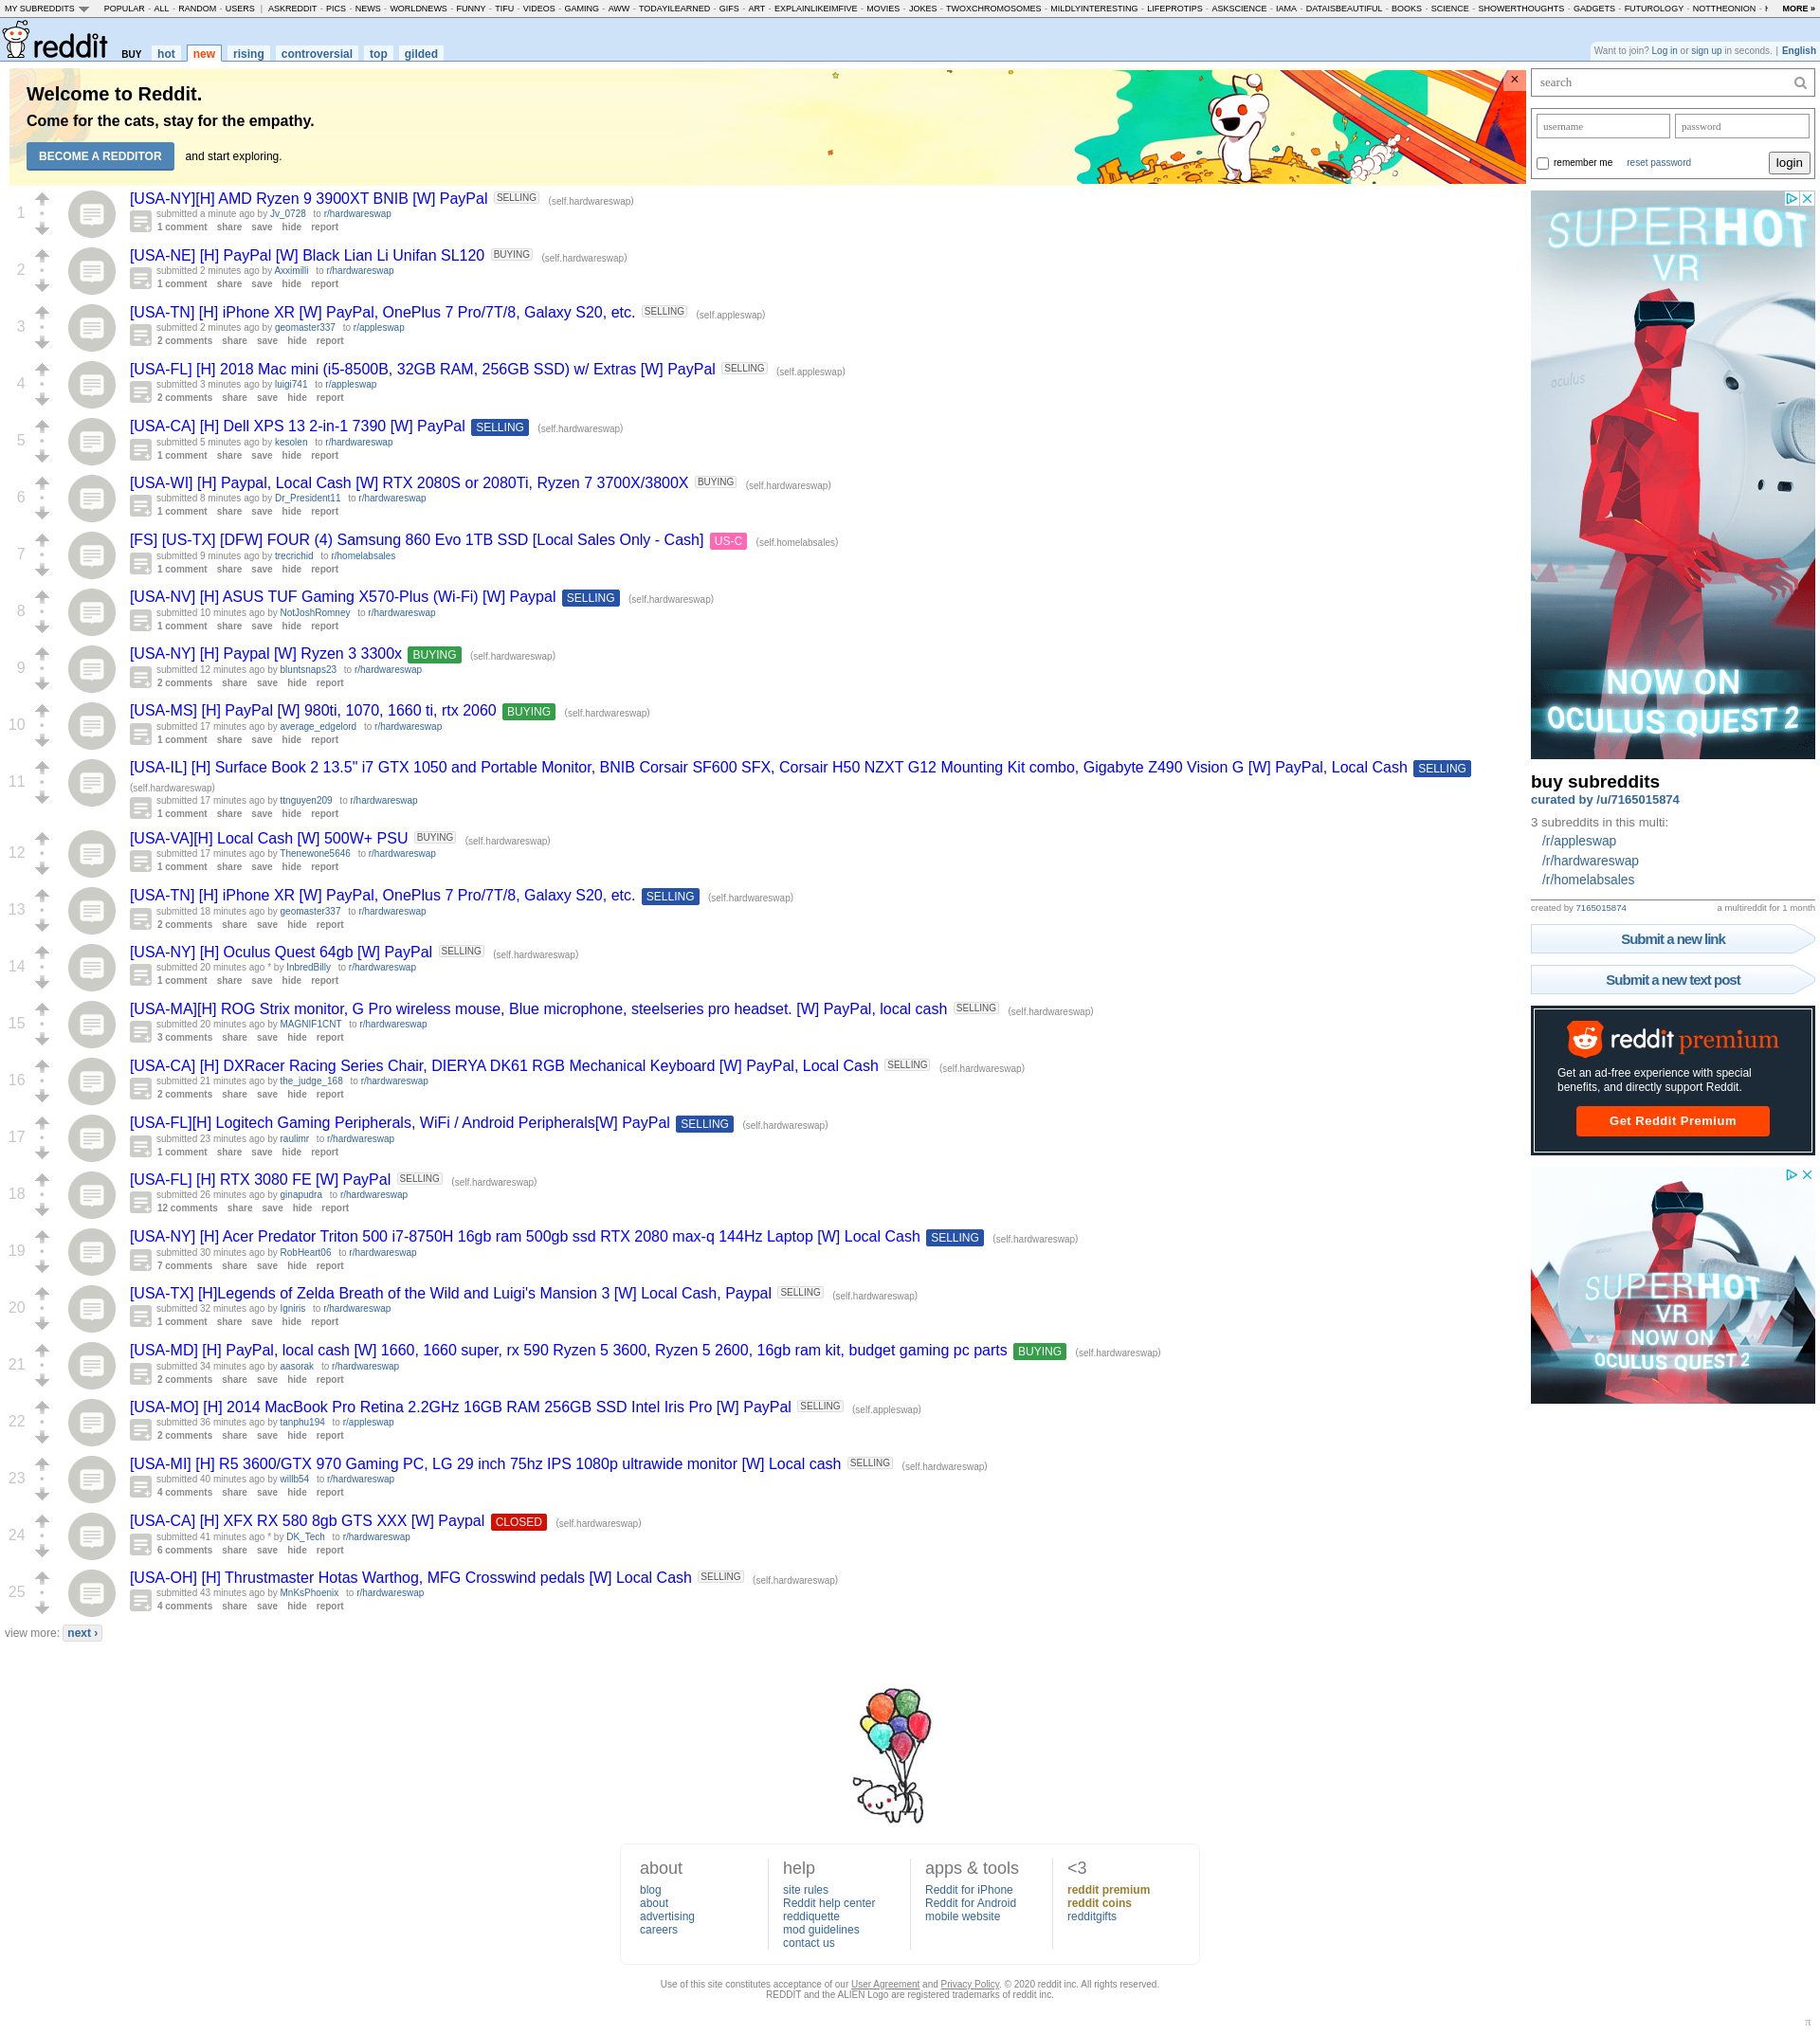 MY SUBREDDITS POPULAR - ALL - RANDOM - USERS | ASKREDDIT - PICS - NEWS - WORLDNEWS - FUNNY - TIFU - VIDEOS - GAMING - AWW - TODAYILEARNED - GIFS - ART - EXPLAINLIKEIMFIVE - MOVIES - JOKES - TWOXCHROMOSOMES - MILDLYINTERESTING - LIFEPROTIPS - ASKSCIENCE - IAMA - DATAISBEAUTIFUL - BOOKS - SCIENCE - SHOWERTHOUGHTS - GADGETS - FUTUROLOGY - NOTTHEONION - MORE »
reddit BUY hot new rising controversial top gilded
Want to join? Log in or sign up in seconds. | English
Welcome to Reddit.
Come for the cats, stay for the empathy.
BECOME A REDDITOR and start exploring.
×
1
[USA-NY][H] AMD Ryzen 9 3900XT BNIB [W] PayPal SELLING (self.hardwareswap)
submitted a minute ago by Jv_0728 to r/hardwareswap
1 comment share save hide report
2
[USA-NE] [H] PayPal [W] Black Lian Li Unifan SL120 BUYING (self.hardwareswap)
submitted 2 minutes ago by Axximilli to r/hardwareswap
1 comment share save hide report
3
[USA-TN] [H] iPhone XR [W] PayPal, OnePlus 7 Pro/7T/8, Galaxy S20, etc. SELLING (self.appleswap)
submitted 2 minutes ago by geomaster337 to r/appleswap
2 comments share save hide report
4
[USA-FL] [H] 2018 Mac mini (i5-8500B, 32GB RAM, 256GB SSD) w/ Extras [W] PayPal SELLING (self.appleswap)
submitted 3 minutes ago by luigi741 to r/appleswap
2 comments share save hide report
5
[USA-CA] [H] Dell XPS 13 2-in-1 7390 [W] PayPal SELLING (self.hardwareswap)
submitted 5 minutes ago by kesolen to r/hardwareswap
1 comment share save hide report
6
[USA-WI] [H] Paypal, Local Cash [W] RTX 2080S or 2080Ti, Ryzen 7 3700X/3800X BUYING (self.hardwareswap)
submitted 8 minutes ago by Dr_President11 to r/hardwareswap
1 comment share save hide report
7
[FS] [US-TX] [DFW] FOUR (4) Samsung 860 Evo 1TB SSD [Local Sales Only - Cash] US-C (self.homelabsales)
submitted 9 minutes ago by trecrichid to r/homelabsales
1 comment share save hide report
8
[USA-NV] [H] ASUS TUF Gaming X570-Plus (Wi-Fi) [W] Paypal SELLING (self.hardwareswap)
submitted 10 minutes ago by NotJoshRomney to r/hardwareswap
1 comment share save hide report
9
[USA-NY] [H] Paypal [W] Ryzen 3 3300x BUYING (self.hardwareswap)
submitted 12 minutes ago by bluntsnaps23 to r/hardwareswap
2 comments share save hide report
10
[USA-MS] [H] PayPal [W] 980ti, 1070, 1660 ti, rtx 2060 BUYING (self.hardwareswap)
submitted 17 minutes ago by average_edgelord to r/hardwareswap
1 comment share save hide report
11
[USA-IL] [H] Surface Book 2 13.5" i7 GTX 1050 and Portable Monitor, BNIB Corsair SF600 SFX, Corsair H50 NZXT G12 Mounting Kit combo, Gigabyte Z490 Vision G [W] PayPal, Local Cash SELLING
(self.hardwareswap)
submitted 17 minutes ago by ttnguyen209 to r/hardwareswap
1 comment share save hide report
12
[USA-VA][H] Local Cash [W] 500W+ PSU BUYING (self.hardwareswap)
submitted 17 minutes ago by Thenewone5646 to r/hardwareswap
1 comment share save hide report
13
[USA-TN] [H] iPhone XR [W] PayPal, OnePlus 7 Pro/7T/8, Galaxy S20, etc. SELLING (self.hardwareswap)
submitted 18 minutes ago by geomaster337 to r/hardwareswap
2 comments share save hide report
14
[USA-NY] [H] Oculus Quest 64gb [W] PayPal SELLING (self.hardwareswap)
submitted 20 minutes ago * by InbredBilly to r/hardwareswap
1 comment share save hide report
15
[USA-MA][H] ROG Strix monitor, G Pro wireless mouse, Blue microphone, steelseries pro headset. [W] PayPal, local cash SELLING (self.hardwareswap)
submitted 20 minutes ago by MAGNIF1CNT to r/hardwareswap
3 comments share save hide report
16
[USA-CA] [H] DXRacer Racing Series Chair, DIERYA DK61 RGB Mechanical Keyboard [W] PayPal, Local Cash SELLING (self.hardwareswap)
submitted 21 minutes ago by the_judge_168 to r/hardwareswap
2 comments share save hide report
17
[USA-FL][H] Logitech Gaming Peripherals, WiFi / Android Peripherals[W] PayPal SELLING (self.hardwareswap)
submitted 23 minutes ago by raulimr to r/hardwareswap
1 comment share save hide report
18
[USA-FL] [H] RTX 3080 FE [W] PayPal SELLING (self.hardwareswap)
submitted 26 minutes ago by ginapudra to r/hardwareswap
12 comments share save hide report
19
[USA-NY] [H] Acer Predator Triton 500 i7-8750H 16gb ram 500gb ssd RTX 2080 max-q 144Hz Laptop [W] Local Cash SELLING (self.hardwareswap)
submitted 30 minutes ago by RobHeart06 to r/hardwareswap
7 comments share save hide report
20
[USA-TX] [H]Legends of Zelda Breath of the Wild and Luigi's Mansion 3 [W] Local Cash, Paypal SELLING (self.hardwareswap)
submitted 32 minutes ago by Igniris to r/hardwareswap
1 comment share save hide report
21
[USA-MD] [H] PayPal, local cash [W] 1660, 1660 super, rx 590 Ryzen 5 3600, Ryzen 5 2600, 16gb ram kit, budget gaming pc parts BUYING (self.hardwareswap)
submitted 34 minutes ago by aasorak to r/hardwareswap
2 comments share save hide report
22
[USA-MO] [H] 2014 MacBook Pro Retina 2.2GHz 16GB RAM 256GB SSD Intel Iris Pro [W] PayPal SELLING (self.appleswap)
submitted 36 minutes ago by tanphu194 to r/appleswap
2 comments share save hide report
23
[USA-MI] [H] R5 3600/GTX 970 Gaming PC, LG 29 inch 75hz IPS 1080p ultrawide monitor [W] Local cash SELLING (self.hardwareswap)
submitted 40 minutes ago by willb54 to r/hardwareswap
4 comments share save hide report
24
[USA-CA] [H] XFX RX 580 8gb GTS XXX [W] Paypal CLOSED (self.hardwareswap)
submitted 41 minutes ago * by DK_Tech to r/hardwareswap
6 comments share save hide report
25
[USA-OH] [H] Thrustmaster Hotas Warthog, MFG Crosswind pedals [W] Local Cash SELLING (self.hardwareswap)
submitted 43 minutes ago by MnKsPhoenix to r/hardwareswap
4 comments share save hide report
view more: next ›
search
username password
remember me reset password login
SUPERHOT
VR
oculus
NOW ON
OCULUS QUEST 2
buy subreddits
curated by /u/7165015874
3 subreddits in this multi:
/r/appleswap
/r/hardwareswap
/r/homelabsales
created by 7165015874 a multireddit for 1 month
Submit a new link
Submit a new text post
reddit premium
Get an ad-free experience with special
benefits, and directly support Reddit.
Get Reddit Premium
SUPERHOT
VR
NOW ON
OCULUS QUEST 2
about
blog
about
advertising
careers
help
site rules
Reddit help center
reddiquette
mod guidelines
contact us
apps & tools
Reddit for iPhone
Reddit for Android
mobile website
<3
reddit premium
reddit coins
redditgifts
Use of this site constitutes acceptance of our User Agreement and Privacy Policy. © 2020 reddit inc. All rights reserved.
REDDIT and the ALIEN Logo are registered trademarks of reddit inc.
π